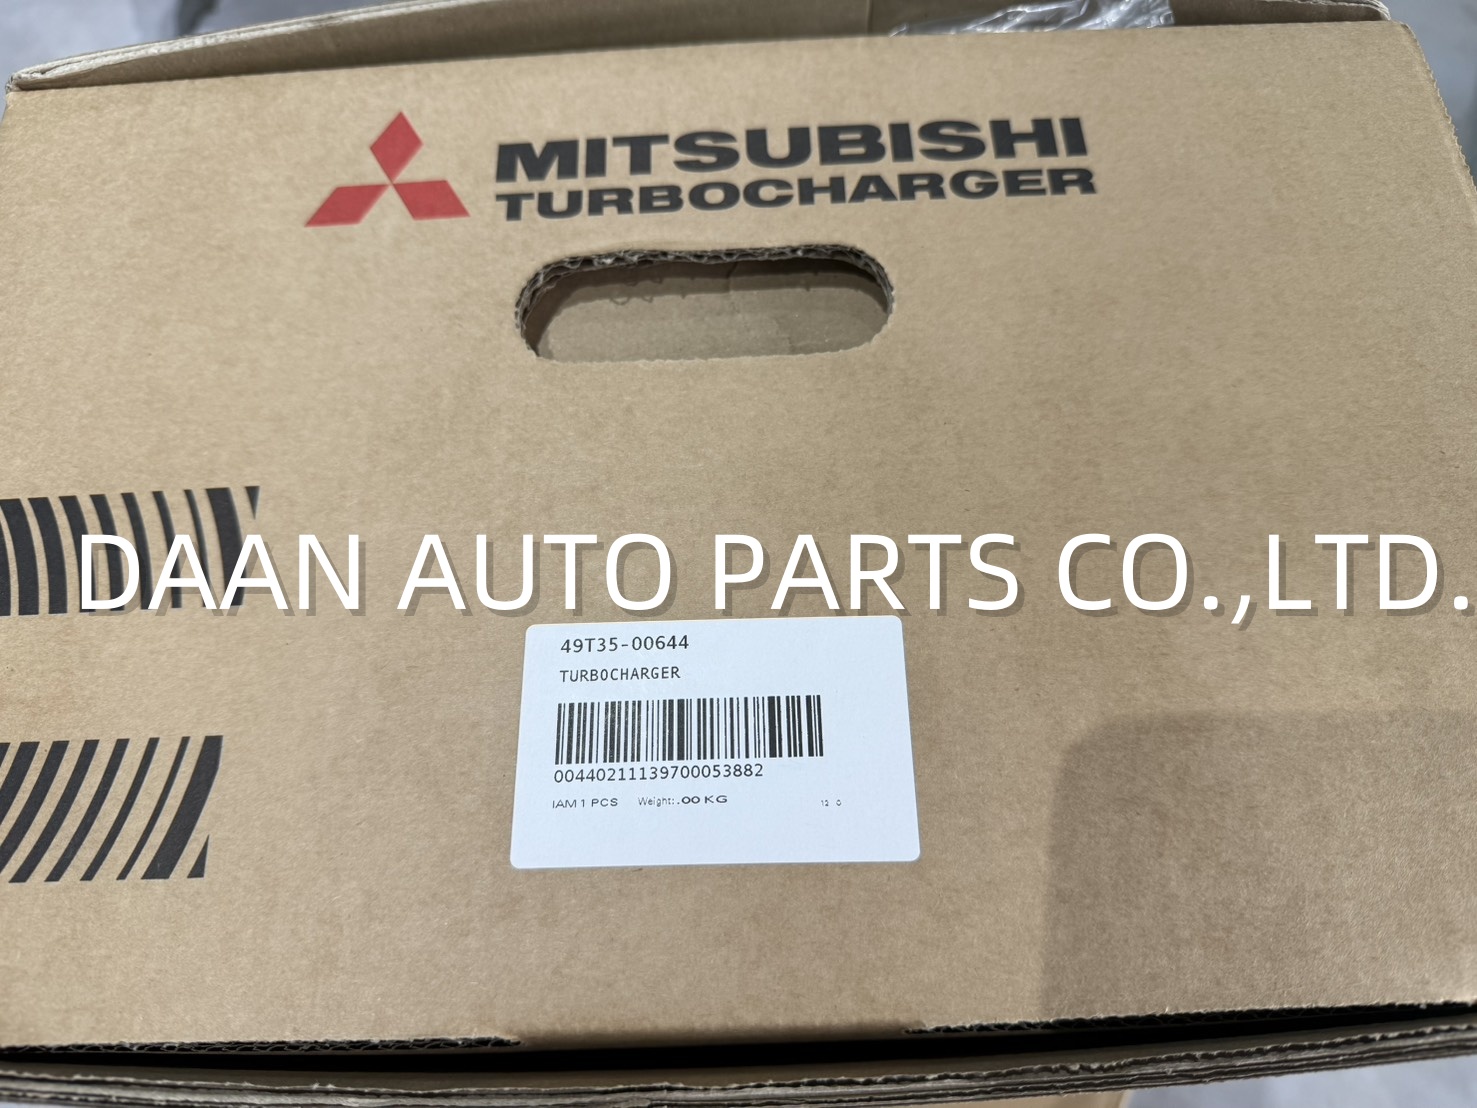 MITSUBISHI
TURBOCHARGER
DAAN AUTO PARTS CO.,LTD.
49T35-00644
TURBOCHARGER
00440211139700053882
IAM 1 PCS Weight: .00 KG